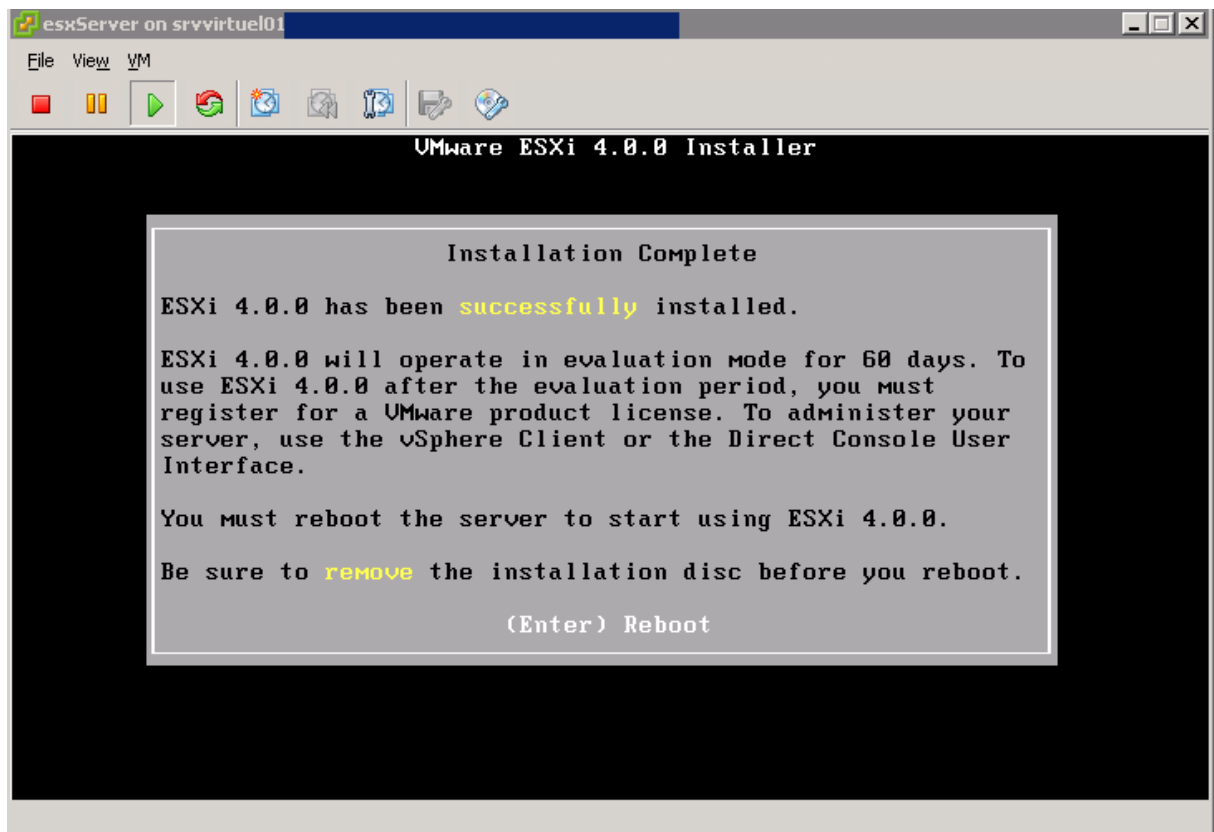 esxServer on srvvirtuel01
File View VM
VMware ESXi 4.0.0 Installer
Installation Complete
ESXi 4.0.0 has been successfully installed.
ESXi 4.0.0 will operate in evaluation mode for 60 days. To
use ESXi 4.0.0 after the evaluation period, you must
register for a VMware product license. To administer your
server, use the vSphere Client or the Direct Console User
Interface.
You must reboot the server to start using ESXi 4.0.0.
Be sure to remove the installation disc before you reboot.
(Enter) Reboot